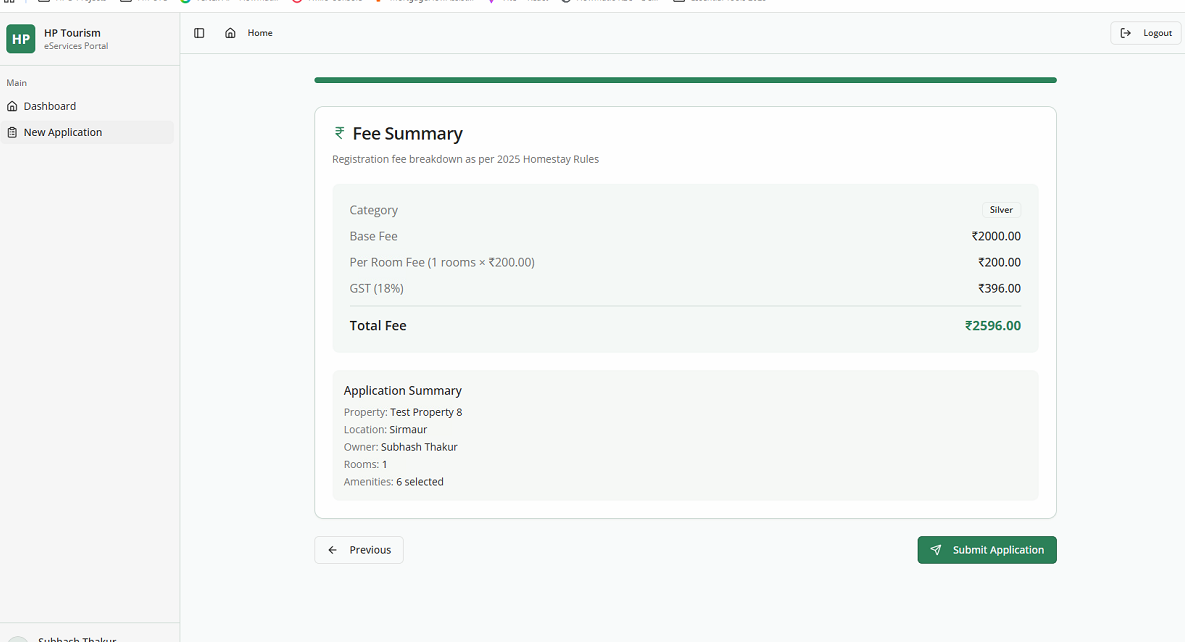 HP
HP Tourism
eServices Portal
Home
Logout
Main
Dashboard
New Application
₹ Fee Summary
Registration fee breakdown as per 2025 Homestay Rules
Category Silver
Base Fee ₹2000.00
Per Room Fee (1 rooms × ₹200.00) ₹200.00
GST (18%) ₹396.00
Total Fee ₹2596.00
Application Summary
Property: Test Property 8
Location: Sirmaur
Owner: Subhash Thakur
Rooms: 1
Amenities: 6 selected
Previous
Submit Application
Subhash Thakur